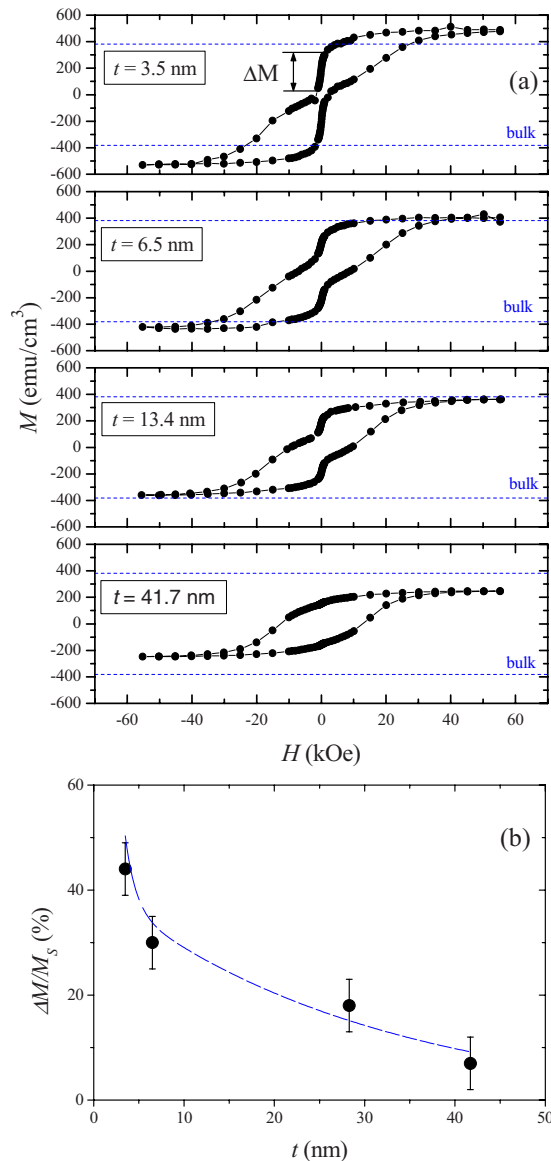 600
400
200
0
-200
-400
-600
t = 3.5 nm
ΔM
(a)
bulk
600
400
200
0
-200
-400
-600
t = 6.5 nm
bulk
600
400
200
0
-200
-400
-600
t = 13.4 nm
bulk
600
400
200
0
-200
-400
-600
t = 41.7 nm
bulk
M (emu/cm³)
-60 -40 -20 0 20 40 60
H (kOe)
60
40
20
0
(b)
ΔM/M_S (%)
0 10 20 30 40 50
t (nm)